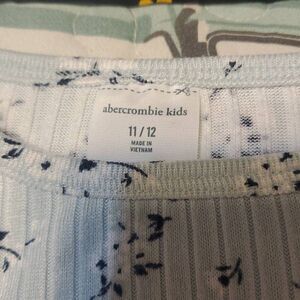 abercrombie kids
11 / 12
MADE IN
VIETNAM